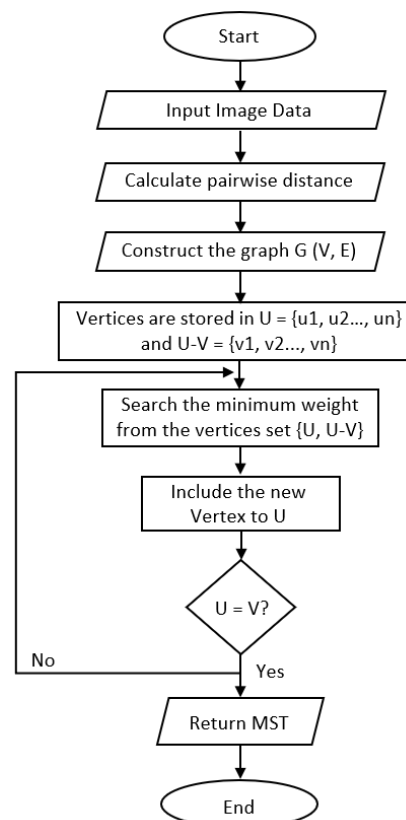 Start
Input Image Data
Calculate pairwise distance
Construct the graph G (V, E)
Vertices are stored in U = {u1, u2..., un}
and U-V = {v1, v2..., vn}
Search the minimum weight
from the vertices set {U, U-V}
Include the new
Vertex to U
U = V?
No
Yes
Return MST
End